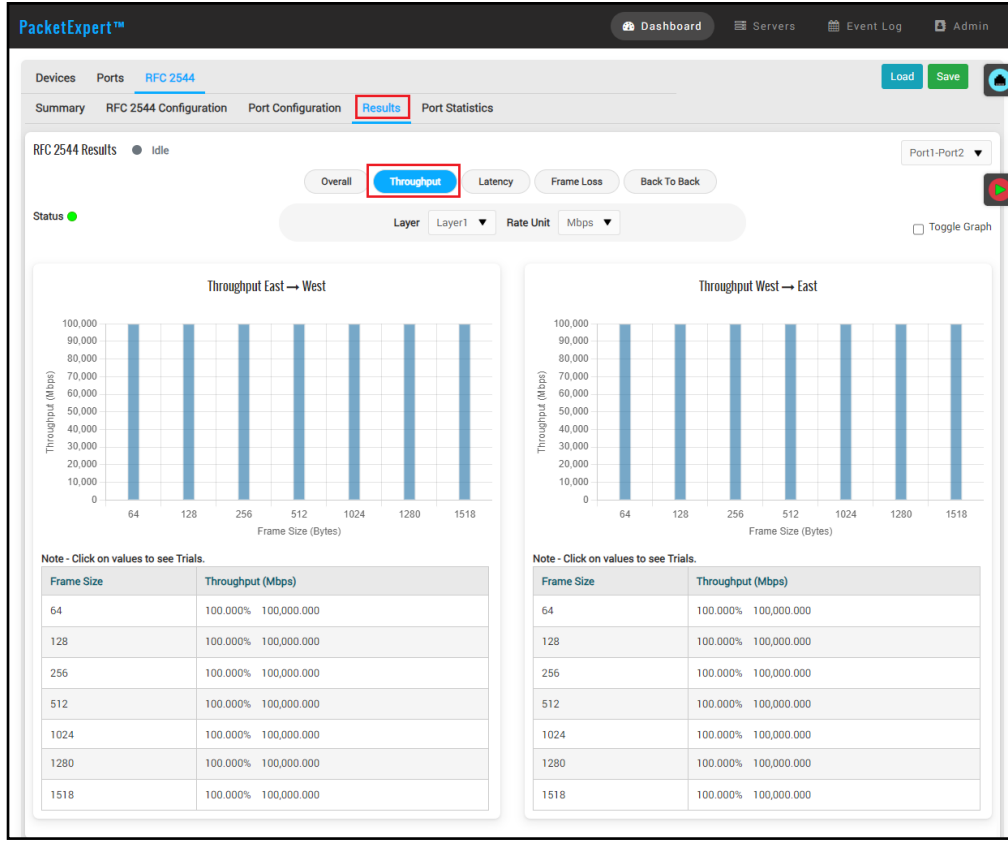 PacketExpert™ Dashboard Servers Event Log Admin
Devices Ports RFC 2544 Load Save
Summary RFC 2544 Configuration Port Configuration Results Port Statistics
RFC 2544 Results Idle Port1-Port2
Overall Throughput Latency Frame Loss Back To Back
Status Layer Layer1 Rate Unit Mbps Toggle Graph
Throughput East → West
100,000
90,000
80,000
70,000
60,000
50,000
40,000
30,000
20,000
10,000
0
Throughput (Mbps)
64 128 256 512 1024 1280 1518
Frame Size (Bytes)
Note - Click on values to see Trials.
Frame Size Throughput (Mbps)
64 100.000% 100,000.000
128 100.000% 100,000.000
256 100.000% 100,000.000
512 100.000% 100,000.000
1024 100.000% 100,000.000
1280 100.000% 100,000.000
1518 100.000% 100,000.000
Throughput West → East
100,000
90,000
80,000
70,000
60,000
50,000
40,000
30,000
20,000
10,000
0
Throughput (Mbps)
64 128 256 512 1024 1280 1518
Frame Size (Bytes)
Note - Click on values to see Trials.
Frame Size Throughput (Mbps)
64 100.000% 100,000.000
128 100.000% 100,000.000
256 100.000% 100,000.000
512 100.000% 100,000.000
1024 100.000% 100,000.000
1280 100.000% 100,000.000
1518 100.000% 100,000.000